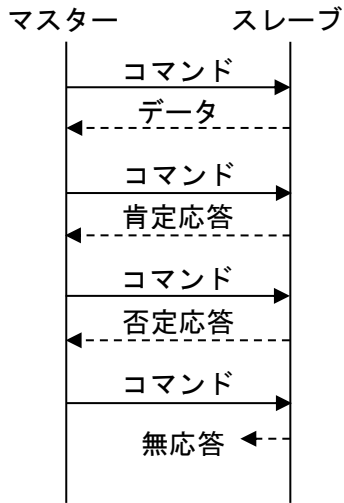 マスター スレーブ
コマンド
データ
コマンド
肯定応答
コマンド
否定応答
コマンド
無応答